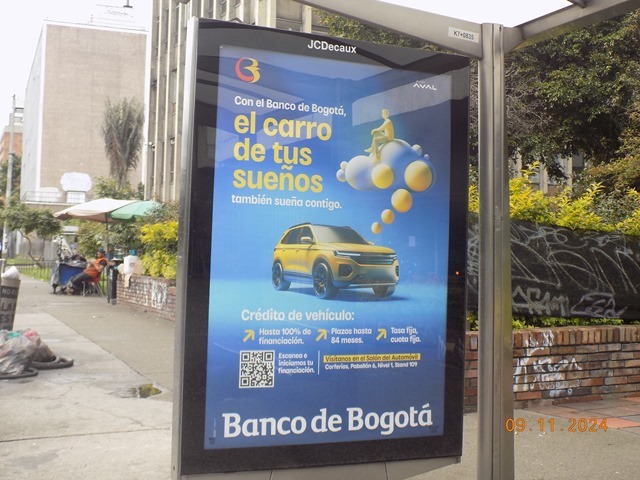 K7+0835
JCDecaux
AVAL
Con el Banco de Bogotá,
el carro
de tus
sueños
también sueña contigo.
Crédito de vehículo:
Hasta 100% de
financiación.
Plazos hasta
84 meses.
Tasa fija,
cuota fija.
Escanea e
iniciamos tu
financiación.
Visítanos en el Salón del Automóvil
Corferias, Pabellón 6, Nivel 1, Stand 109
Banco de Bogotá
09.11.2024